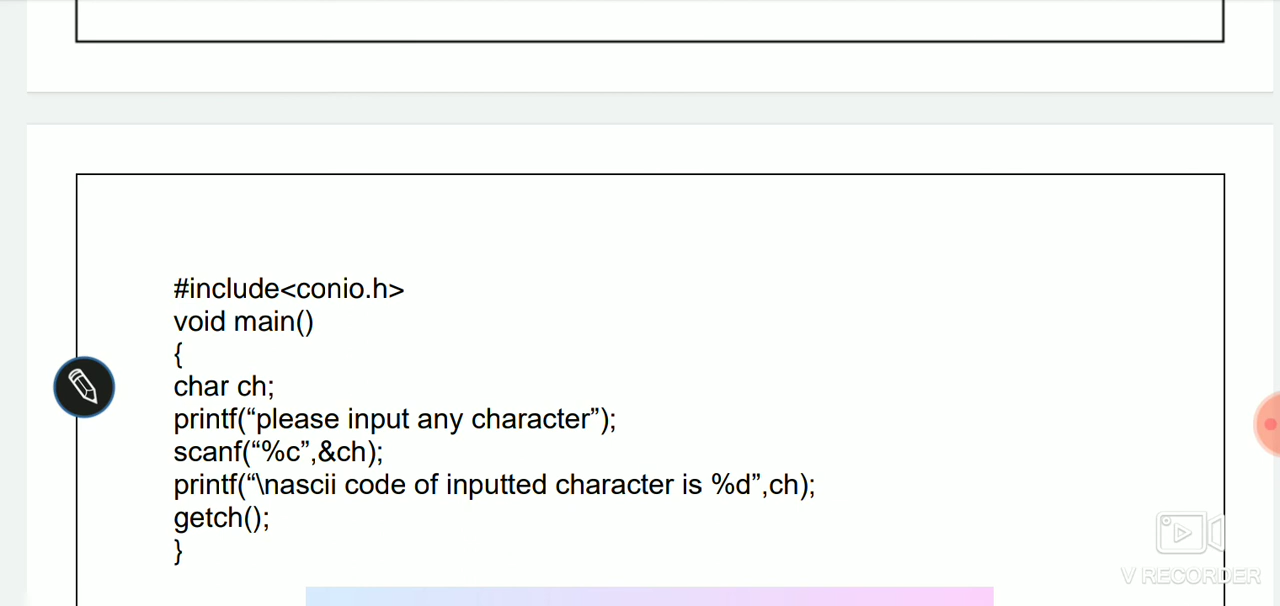 #include<conio.h>
void main()
{
char ch;
printf(“please input any character”);
scanf(“%c”,&ch);
printf(“\nascii code of inputted character is %d”,ch);
getch();
}
V RECORDER